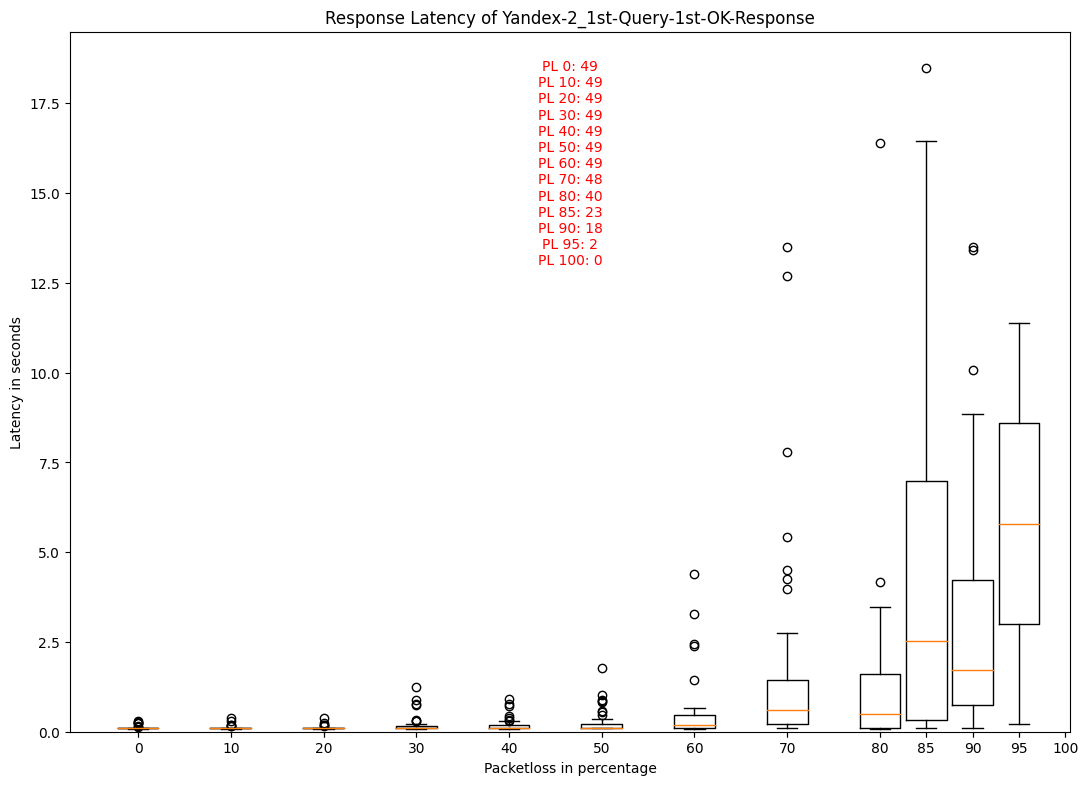 Response Latency of Yandex-2_1st-Query-1st-OK-Response
PL 0: 49
PL 10: 49
PL 20: 49
PL 30: 49
PL 40: 49
PL 50: 49
PL 60: 49
PL 70: 48
PL 80: 40
PL 85: 23
PL 90: 18
PL 95: 2
PL 100: 0
Latency in seconds
17.5
15.0
12.5
10.0
7.5
5.0
2.5
0.0
0 10 20 30 40 50 60 70 80 85 90 95 100
Packetloss in percentage